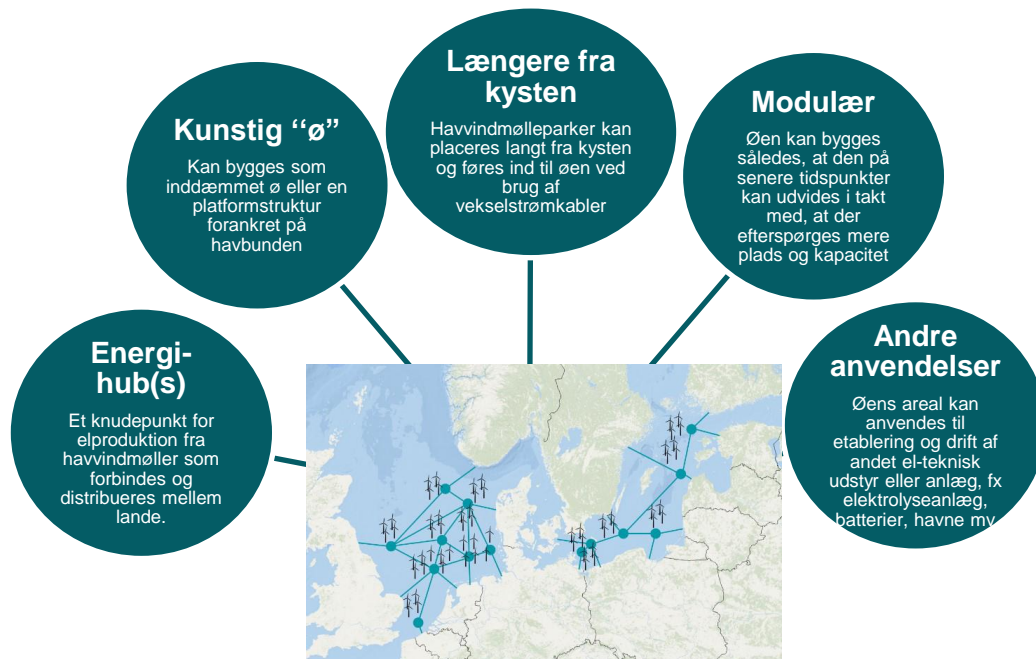 Længere fra
kysten
Havvindmølleparker kan
placeres langt fra kysten
og føres ind til øen ved
brug af
vekselstrømkabler
Kunstig “ø”
Kan bygges som
inddæmmet ø eller en
platformstruktur
forankret på
havbunden
Modulær
Øen kan bygges
således, at den på
senere tidspunkter
kan udvides i takt
med, at der
efterspørges mere
plads og kapacitet
Energi-
hub(s)
Et knudepunkt for
elproduktion fra
havvindmøller som
forbindes og
distribueres mellem
lande.
Andre
anvendelser
Øens areal kan
anvendes til
etablering og drift af
andet el-teknisk
udstyr eller anlæg, fx
elektrolyseanlæg,
batterier, havne mv